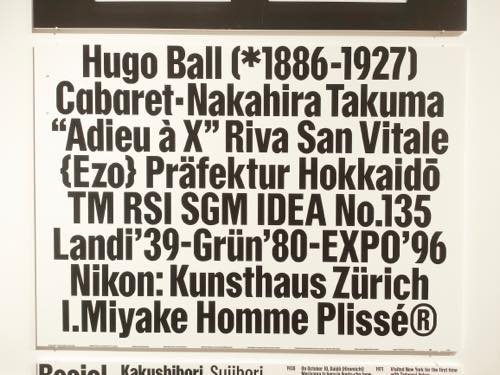 Hugo Ball (*1886-1927)
Cabaret-Nakahira Takuma
“Adieu à X” Riva San Vitale
{Ezo} Präfektur Hokkaidō
TM RSI SGM IDEA No.135
Landi’39-Grün’80-EXPO’96
Nikon: Kunsthaus Zürich
I.Miyake Homme Plissé®
Kakushibori Sujibori